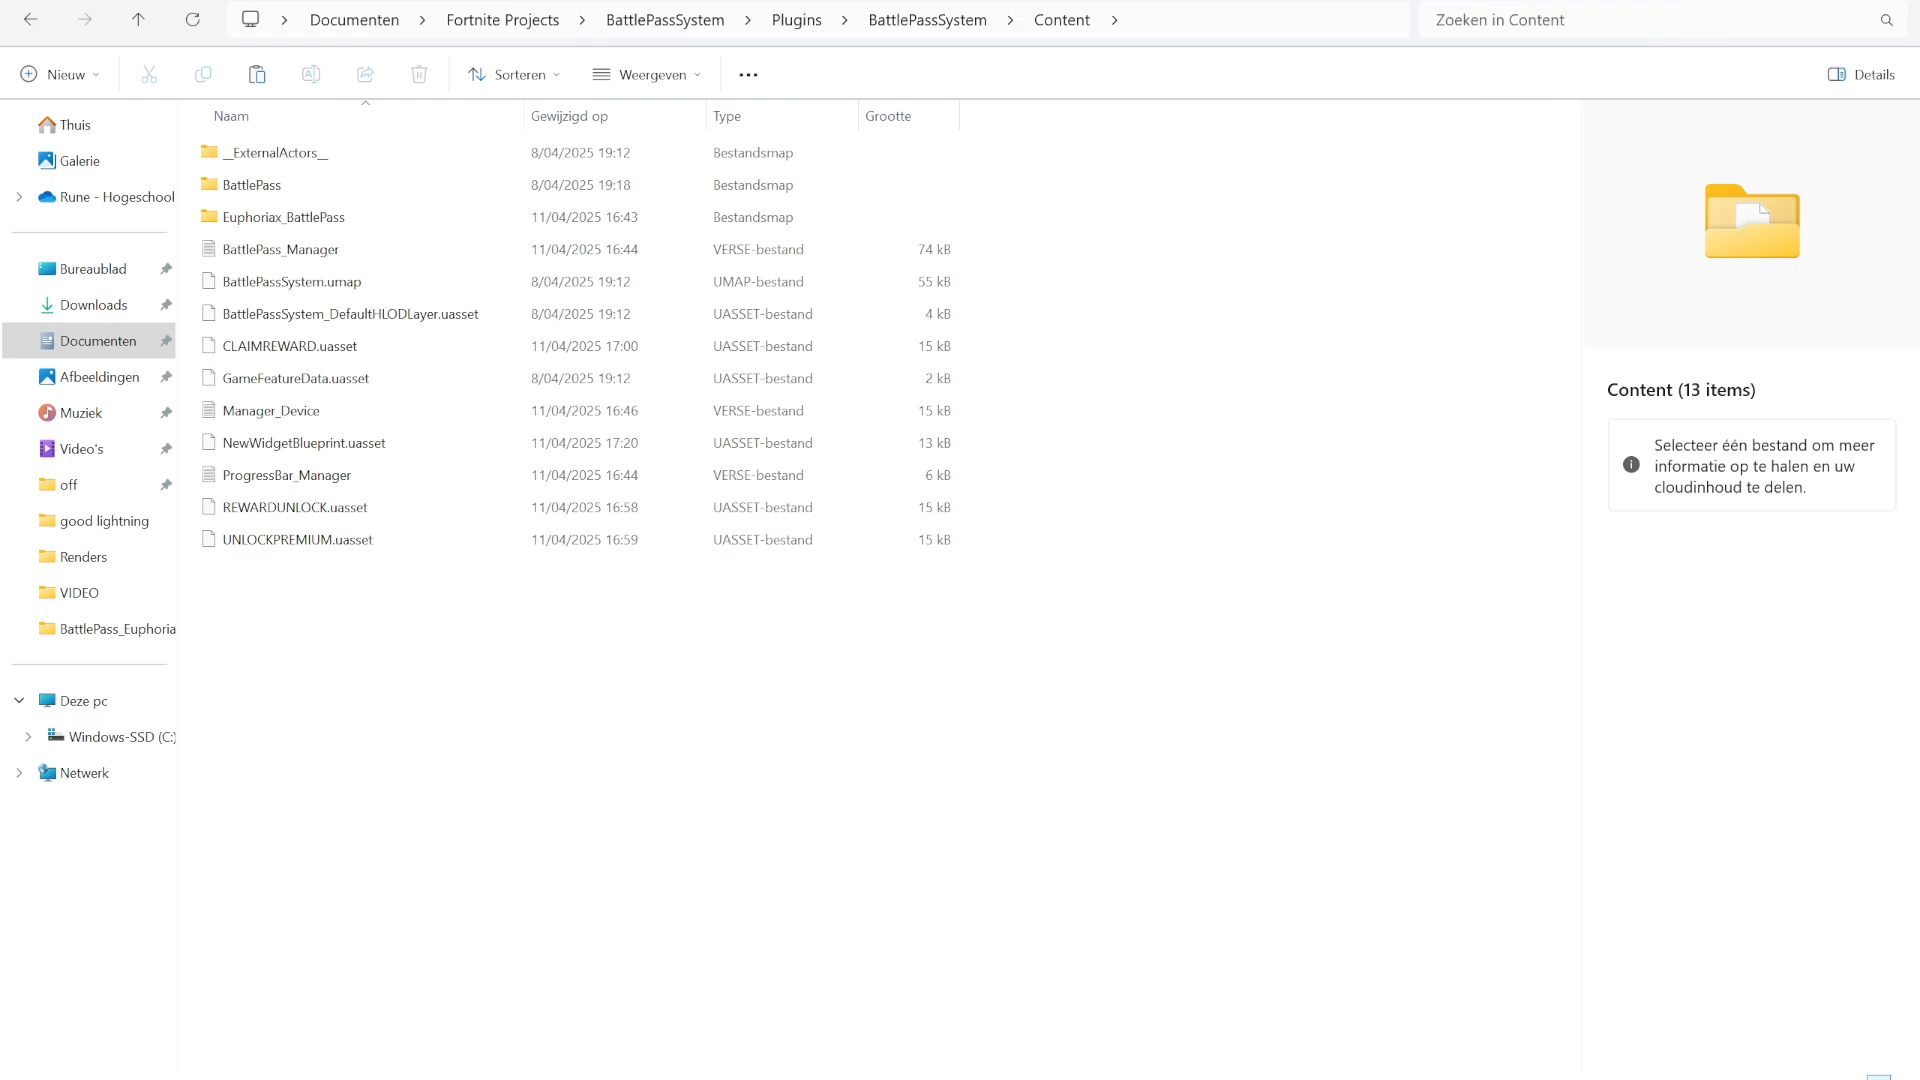 Documenten > Fortnite Projects > BattlePassSystem > Plugins > BattlePassSystem > Content >
Zoeken in Content
Nieuw
Sorteren
Weergeven
Details
Thuis
Galerie
Rune - Hogeschool
Bureaublad
Downloads
Documenten
Afbeeldingen
Muziek
Video's
off
good lightning
Renders
VIDEO
BattlePass_Euphoria
Deze pc
Windows-SSD (C:)
Netwerk
Naam Gewijzigd op Type Grootte
__ExternalActors__ 8/04/2025 19:12 Bestandsmap
BattlePass 8/04/2025 19:18 Bestandsmap
Euphoriax_BattlePass 11/04/2025 16:43 Bestandsmap
BattlePass_Manager 11/04/2025 16:44 VERSE-bestand 74 kB
BattlePassSystem.umap 8/04/2025 19:12 UMAP-bestand 55 kB
BattlePassSystem_DefaultHLODLayer.uasset 8/04/2025 19:12 UASSET-bestand 4 kB
CLAIMREWARD.uasset 11/04/2025 17:00 UASSET-bestand 15 kB
GameFeatureData.uasset 8/04/2025 19:12 UASSET-bestand 2 kB
Manager_Device 11/04/2025 16:46 VERSE-bestand 15 kB
NewWidgetBlueprint.uasset 11/04/2025 17:20 UASSET-bestand 13 kB
ProgressBar_Manager 11/04/2025 16:44 VERSE-bestand 6 kB
REWARDUNLOCK.uasset 11/04/2025 16:58 UASSET-bestand 15 kB
UNLOCKPREMIUM.uasset 11/04/2025 16:59 UASSET-bestand 15 kB
Content (13 items)
Selecteer één bestand om meer
informatie op te halen en uw
cloudinhoud te delen.